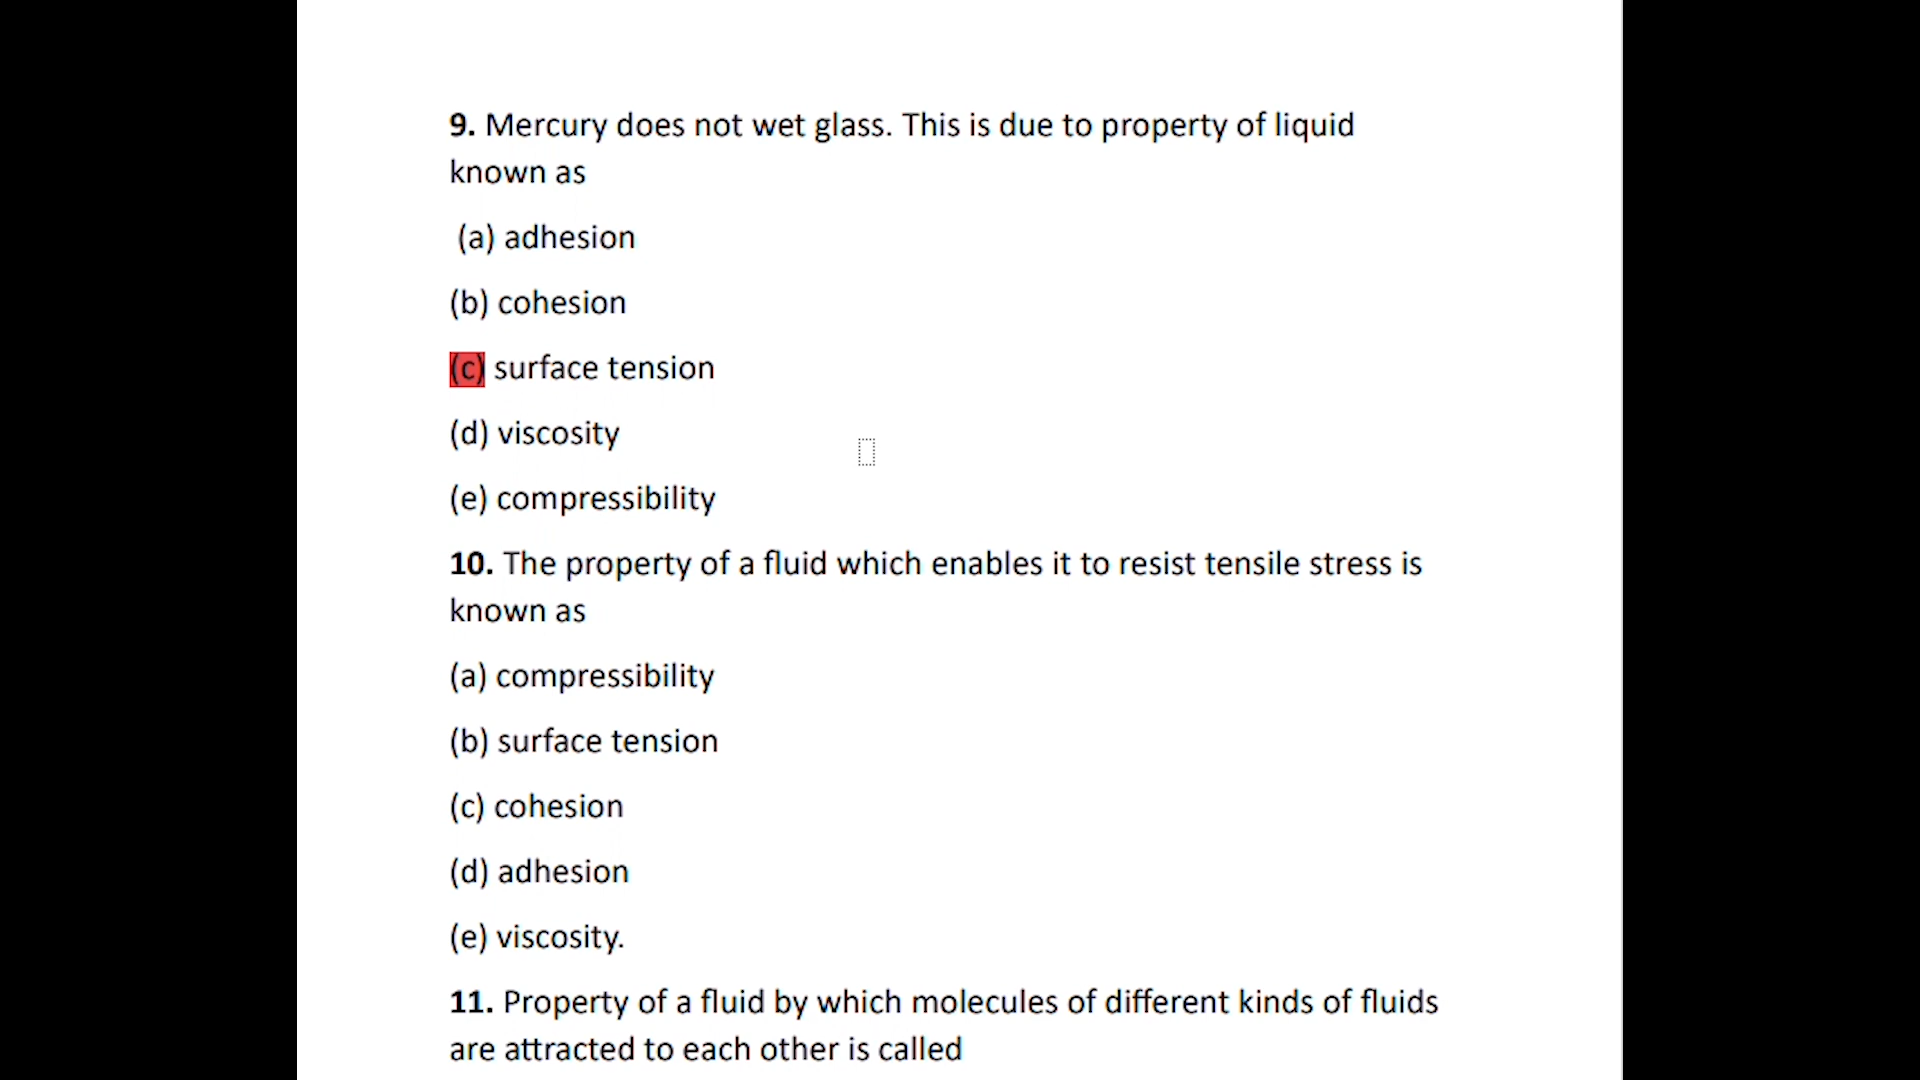 9. Mercury does not wet glass. This is due to property of liquid
known as
(a) adhesion
(b) cohesion
(c) surface tension
(d) viscosity
(e) compressibility
10. The property of a fluid which enables it to resist tensile stress is
known as
(a) compressibility
(b) surface tension
(c) cohesion
(d) adhesion
(e) viscosity.
11. Property of a fluid by which molecules of different kinds of fluids
are attracted to each other is called